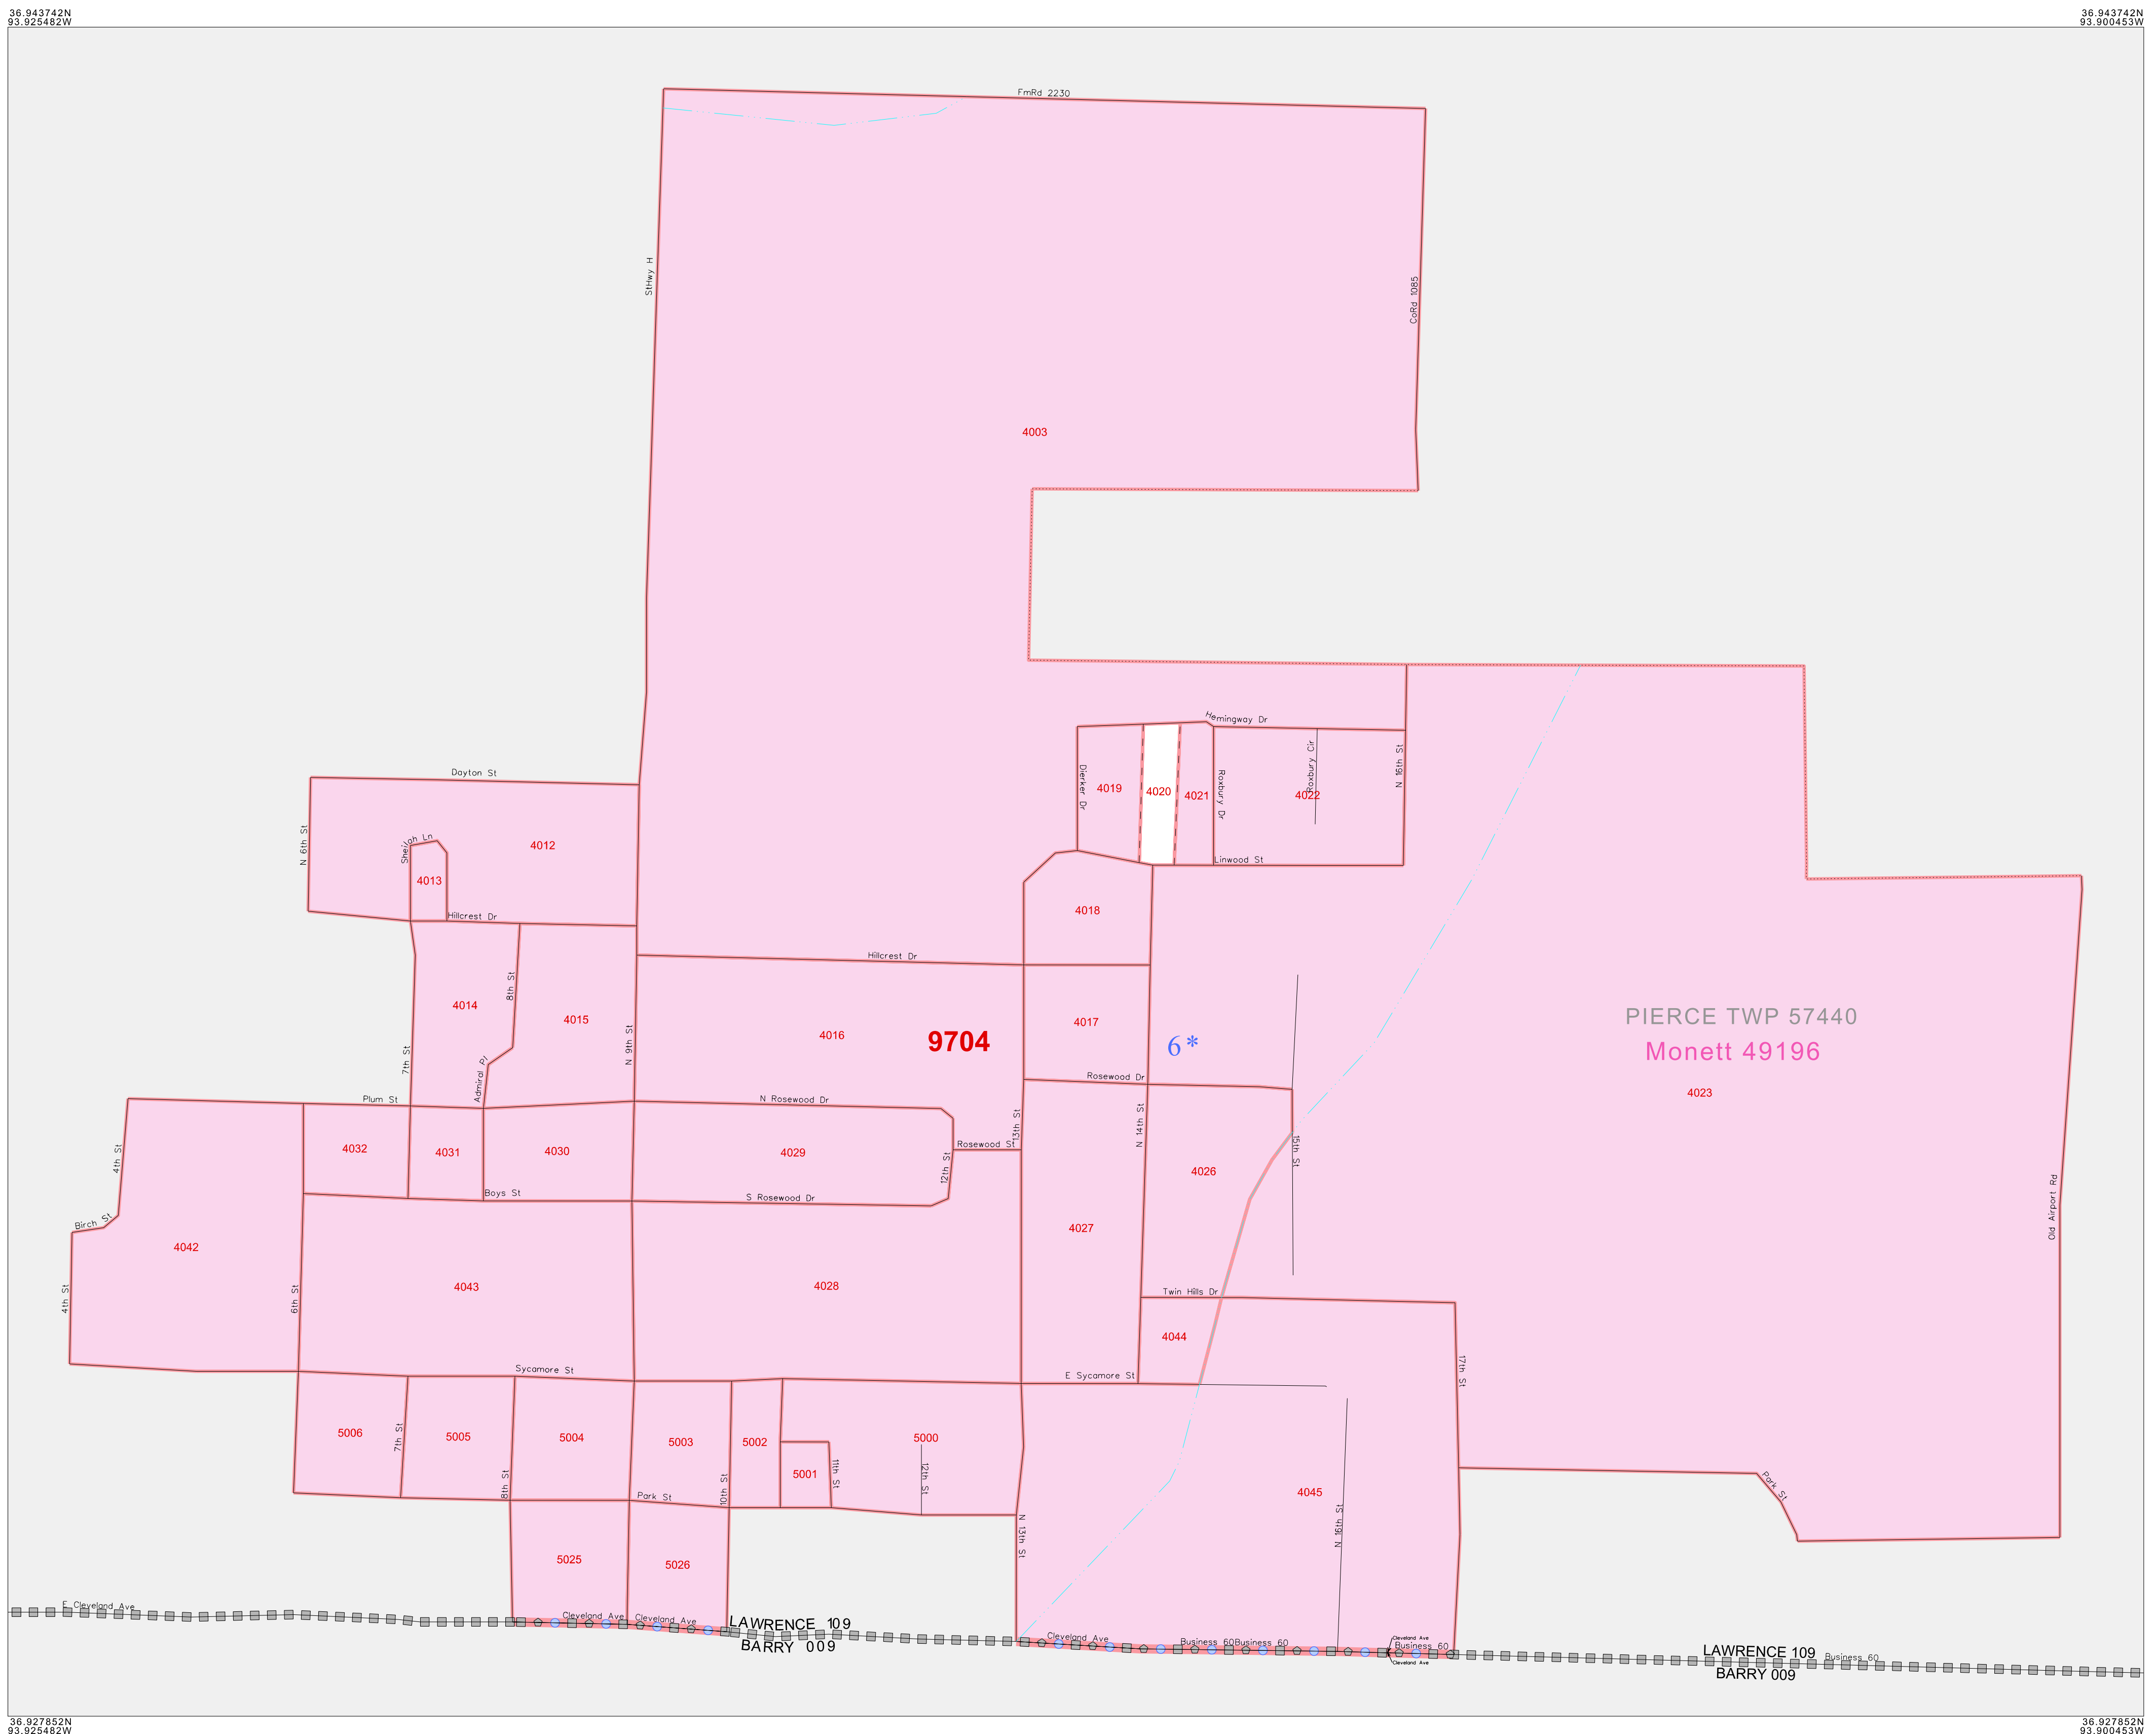 36.943742N
93.925482W
36.943742N
93.900453W
FmRd 2230
StHwy H
CoRd 1085
4003
Hemingway Dr
Dierker Dr
4019
4020
4021
Roxbury Dr
Roxbury Cir
4022
N 16th St
Linwood St
Dayton St
N 6th St
Sheiloh Ln
4012
4013
Hillcrest Dr
4018
Hillcrest Dr
8th St
4014
4015
N 9th St
4016
9704
4017
6*
PIERCE TWP 57440
Monett 49196
4023
7th St
Admiral Pl
Rosewood Dr
Plum St
N Rosewood Dr
13th St
N 14th St
15th St
4th St
4032
4031
4030
4029
12th St
Rosewood St
4026
Boys St
S Rosewood Dr
Birch St
4042
4027
Old Airport Rd
4th St
6th St
4043
4028
Twin Hills Dr
4044
Sycamore St
E Sycamore St
17th St
5006
7th St
5005
5004
5003
5002
5000
5001
11th St
12th St
8th St
10th St
Park St
4045
N 16th St
Park St
N 13th St
5025
5026
E Cleveland Ave
Cleveland Ave
Cleveland Ave
LAWRENCE 109
BARRY 009
Cleveland Ave
Business 60
Business 60
Cleveland Ave
Business 60
Cleveland Ave
LAWRENCE 109
BARRY 009
Business 60
36.927852N
93.925482W
36.927852N
93.900453W